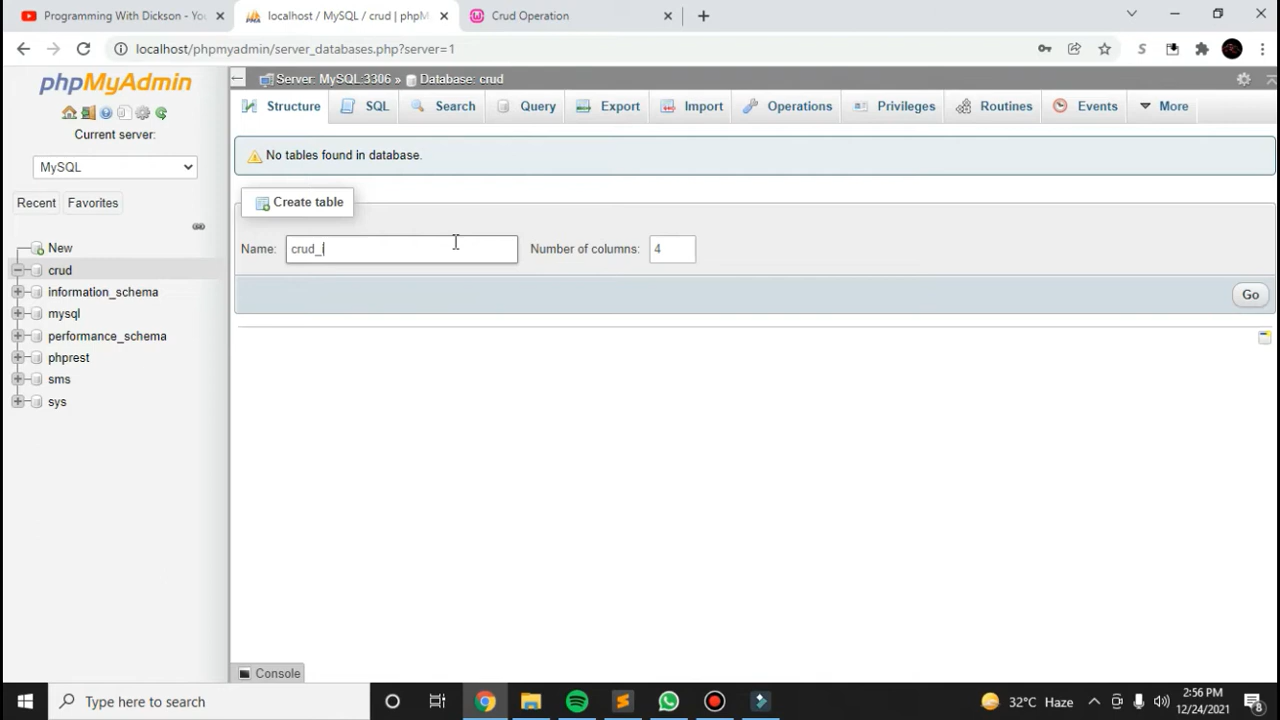 Programming With Dickson - You
localhost / MySQL / crud | phpM
Crud Operation
localhost/phpmyadmin/server_databases.php?server=1
phpMyAdmin
Current server:
MySQL
Recent
Favorites
New
crud
information_schema
mysql
performance_schema
phprest
sms
sys
Server: MySQL:3306 » Database: crud
Structure
SQL
Search
Query
Export
Import
Operations
Privileges
Routines
Events
More
No tables found in database.
Create table
Name: crud_
Number of columns: 4
Go
Console
Type here to search
32°C Haze
2:56 PM
12/24/2021
8